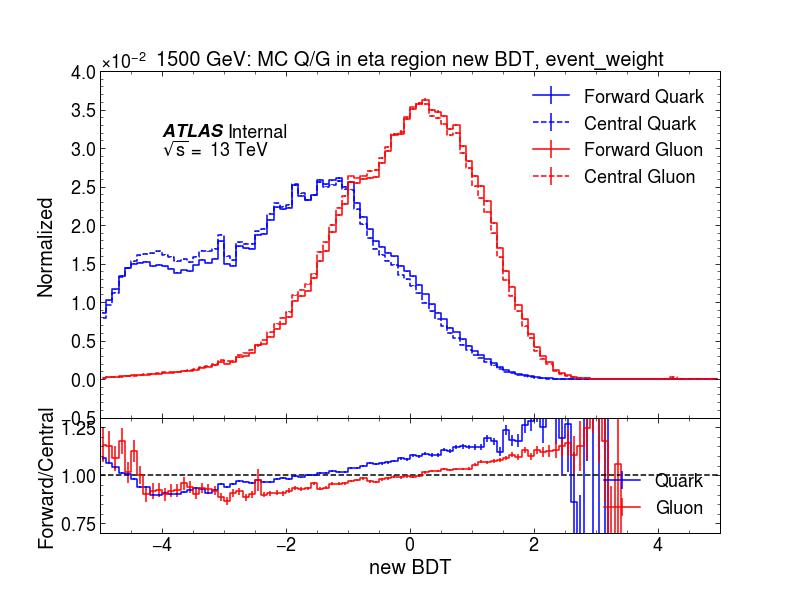 ×10⁻² 1500 GeV: MC Q/G in eta region new BDT, event_weight
4.0
3.5
3.0
2.5
2.0
1.5
1.0
0.5
0.0
0.5
Normalized
ATLAS Internal
√s = 13 TeV
Forward Quark
Central Quark
Forward Gluon
Central Gluon
1.25
1.00
0.75
Forward/Central
Quark
Gluon
−4 −2 0 2 4
new BDT